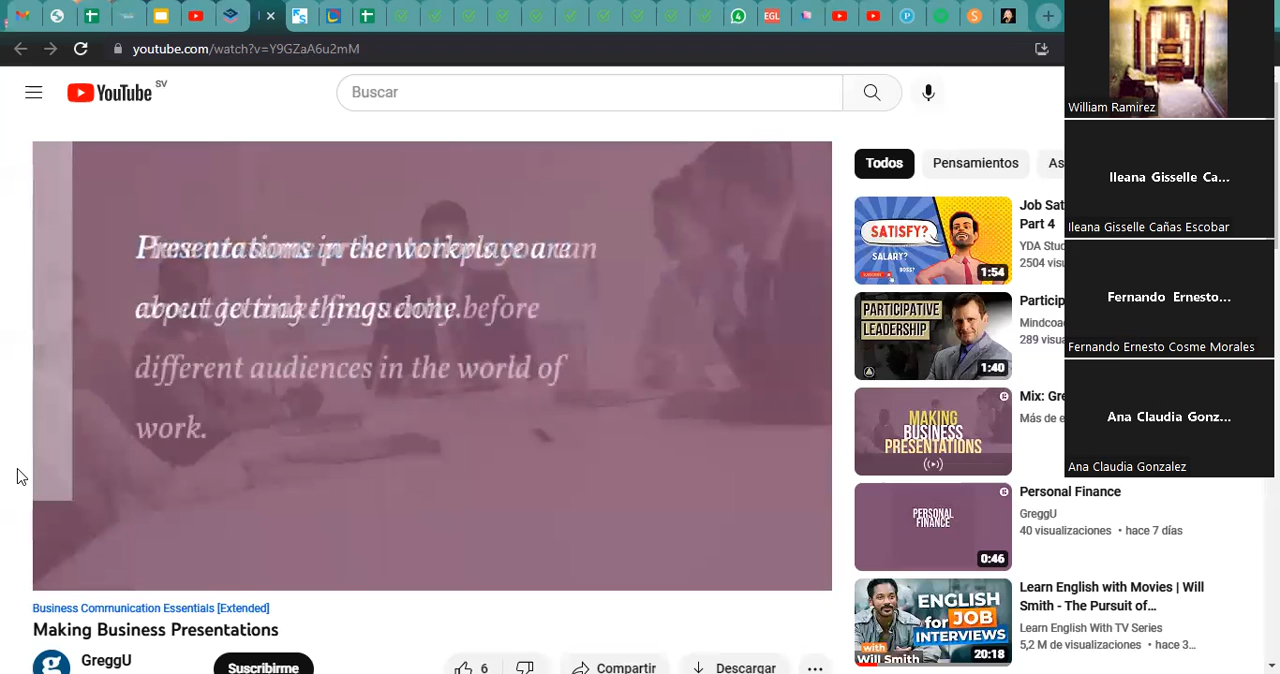 EGL
youtube.com/watch?v=Y9GZaA6u2mM
YouTube SV
Buscar
Presentations in the workplace are
about getting things done.
different audiences in the world of
work.
Business Communication Essentials [Extended]
Making Business Presentations
GreggU
Suscribirme
6
Compartir
Descargar
Todos
Pensamientos
As
SATISFY?
SALARY?
BOSS?
1:54
Job Sat
Part 4
YDA Stud
2504 visu
PARTICIPATIVE
LEADERSHIP
1:40
Particip
Mindcoa
289 visua
MAKING
BUSINESS
PRESENTATIONS
Mix: Gre
Más de e
PERSONAL
FINANCE
0:46
Personal Finance
GreggU
40 visualizaciones • hace 7 días
ENGLISH
for JOB
INTERVIEWS
with
Will Smith
20:18
Learn English with Movies | Will
Smith - The Pursuit of…
Learn English With TV Series
5,2 M de visualizaciones • hace 3…
William Ramirez
Ileana Gisselle Ca...
Ileana Gisselle Cañas Escobar
Fernando Ernesto...
Fernando Ernesto Cosme Morales
Ana Claudia Gonz...
Ana Claudia Gonzalez